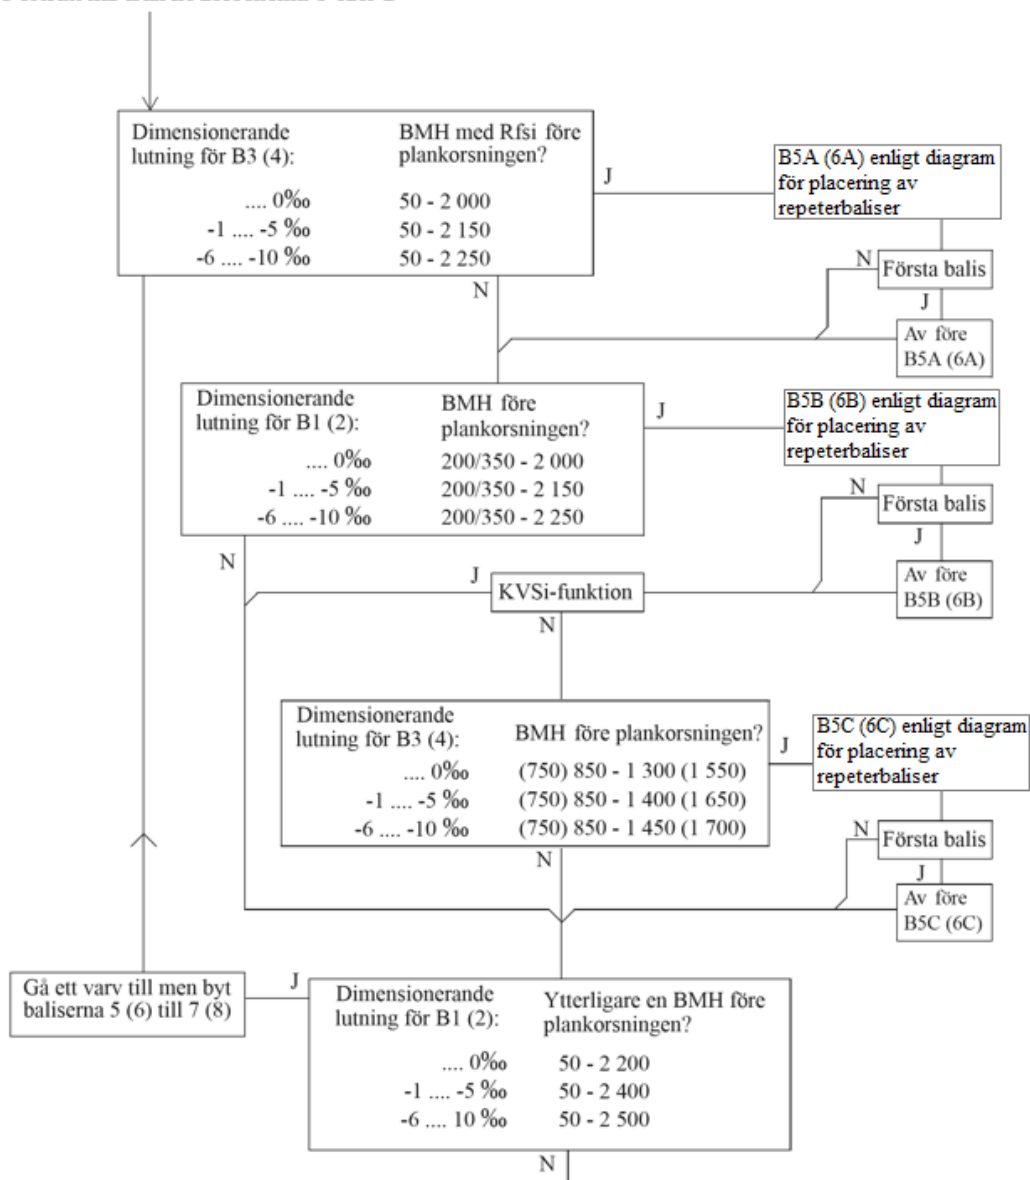 Dimensionerande
lutning för B3 (4):
BMH med Rfsi före
plankorsningen?
.... 0‰ 50 - 2 000
-1 .... -5 ‰ 50 - 2 150
-6 .... -10 ‰ 50 - 2 250
J
B5A (6A) enligt diagram
för placering av
repeterbaliser
N
Första balis
J
Av före
B5A (6A)
N
Dimensionerande
lutning för B1 (2):
BMH före
plankorsningen?
.... 0‰ 200/350 - 2 000
-1 .... -5 ‰ 200/350 - 2 150
-6 .... -10 ‰ 200/350 - 2 250
J
B5B (6B) enligt diagram
för placering av
repeterbaliser
N
Första balis
J
Av före
B5B (6B)
N
J
KVSi-funktion
N
Dimensionerande
lutning för B3 (4):
BMH före plankorsningen?
.... 0‰ (750) 850 - 1 300 (1 550)
-1 .... -5 ‰ (750) 850 - 1 400 (1 650)
-6 .... -10 ‰ (750) 850 - 1 450 (1 700)
J
B5C (6C) enligt diagram
för placering av
repeterbaliser
N
Första balis
J
Av före
B5C (6C)
N
Gå ett varv till men byt
baliserna 5 (6) till 7 (8)
J
Dimensionerande
lutning för B1 (2):
Ytterligare en BMH före
plankorsningen?
.... 0‰ 50 - 2 200
-1 .... -5 ‰ 50 - 2 400
-6 .... 10 ‰ 50 - 2 500
N